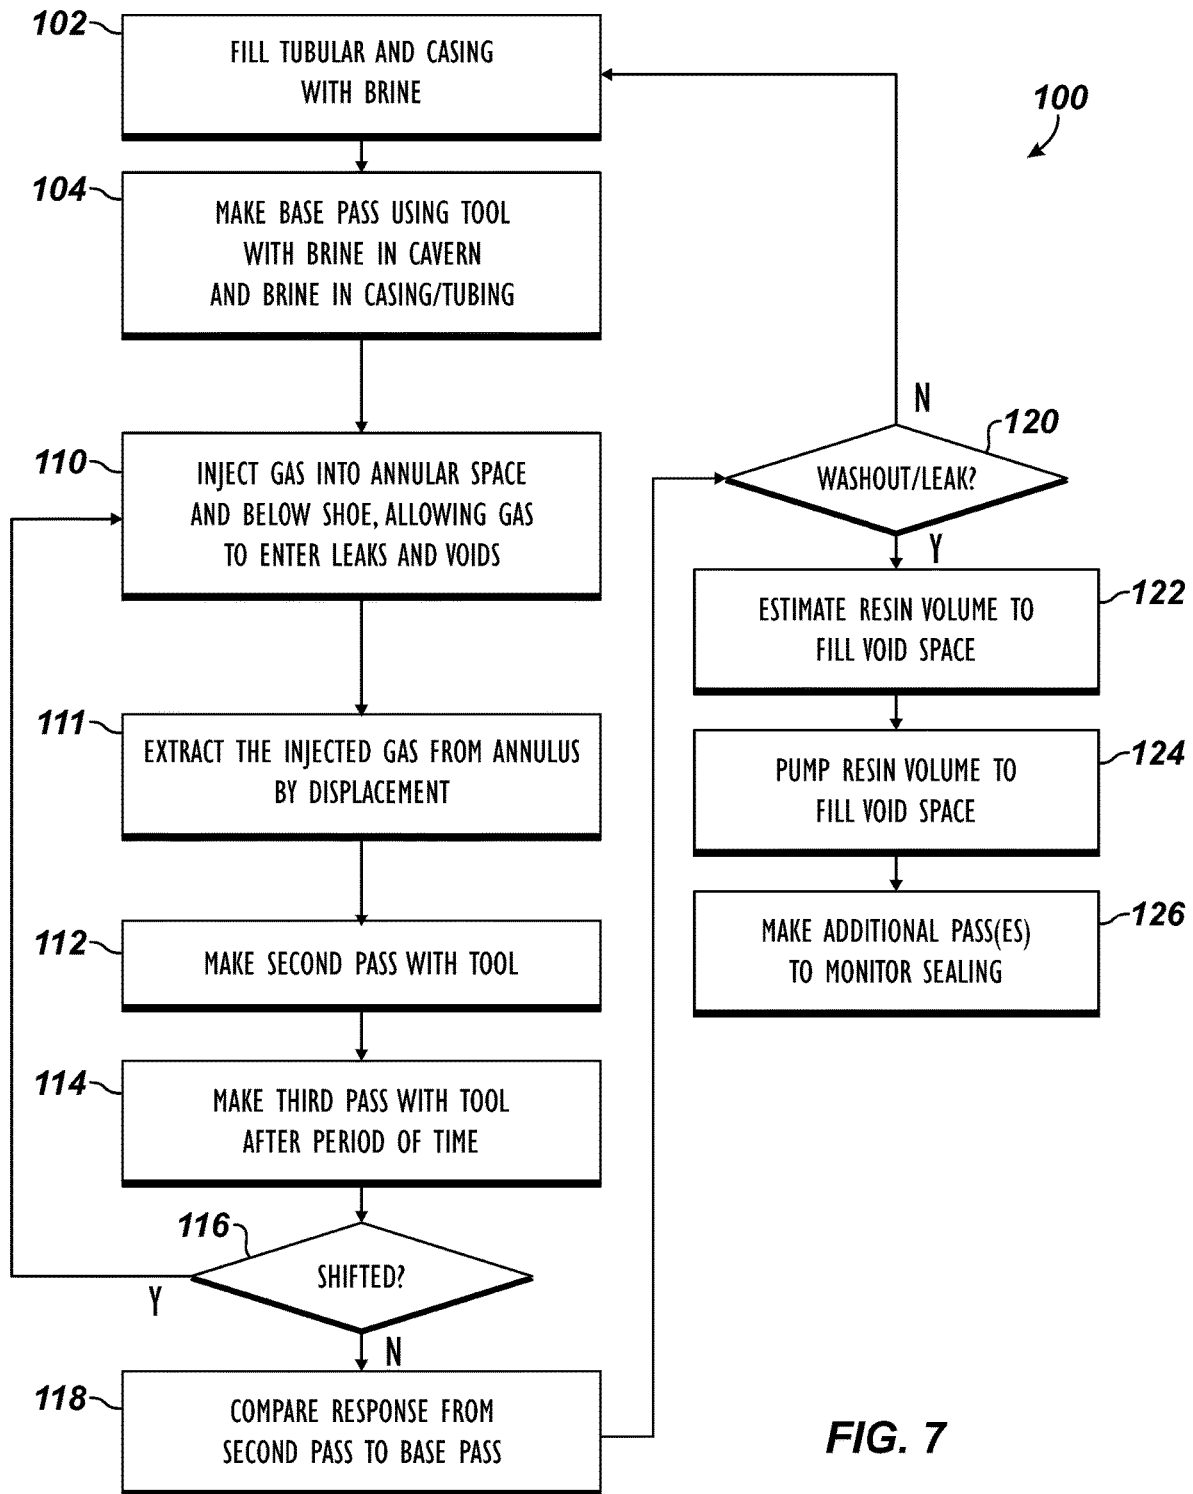 102
FILL TUBULAR AND CASING
WITH BRINE
100
104
MAKE BASE PASS USING TOOL
WITH BRINE IN CAVERN
AND BRINE IN CASING/TUBING
110
INJECT GAS INTO ANNULAR SPACE
AND BELOW SHOE, ALLOWING GAS
TO ENTER LEAKS AND VOIDS
111
EXTRACT THE INJECTED GAS FROM ANNULUS
BY DISPLACEMENT
112
MAKE SECOND PASS WITH TOOL
114
MAKE THIRD PASS WITH TOOL
AFTER PERIOD OF TIME
116
SHIFTED?
Y
N
118
COMPARE RESPONSE FROM
SECOND PASS TO BASE PASS
N
120
WASHOUT/LEAK?
Y
122
ESTIMATE RESIN VOLUME TO
FILL VOID SPACE
124
PUMP RESIN VOLUME TO
FILL VOID SPACE
126
MAKE ADDITIONAL PASS(ES)
TO MONITOR SEALING
FIG. 7